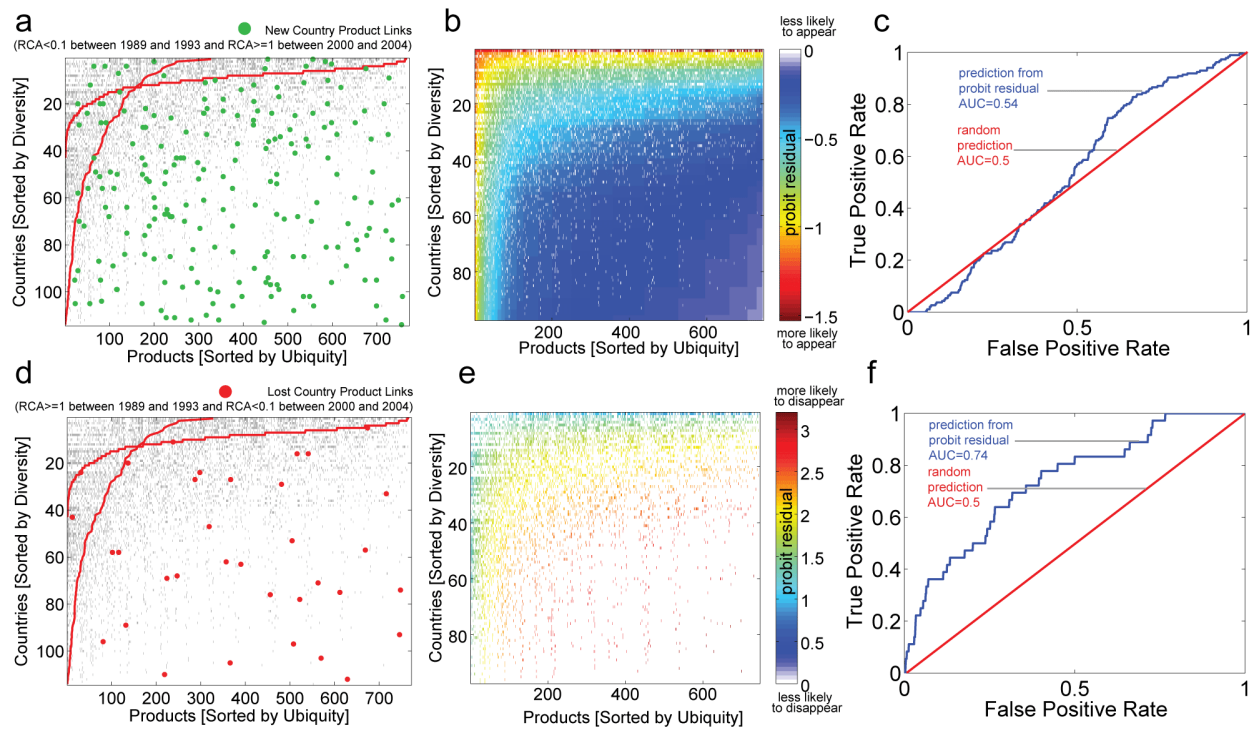 a
New Country Product Links
(RCA<0.1 between 1989 and 1993 and RCA>=1 between 2000 and 2004)
Countries [Sorted by Diversity]
20
40
60
80
100
100 200 300 400 500 600 700
Products [Sorted by Ubiquity]
b
less likely
to appear
Countries [Sorted by Diversity]
20
40
60
80
200 400 600
Products [Sorted by Ubiquity]
0
−0.5
−1
−1.5
probit residual
more likely
to appear
c
prediction from
probit residual
AUC=0.54
random
prediction
AUC=0.5
True Positive Rate
1
0.8
0.6
0.4
0.2
0
0 0.5 1
False Positive Rate
d
Lost Country Product Links
(RCA>=1 between 1989 and 1993 and RCA<0.1 between 2000 and 2004)
Countries [Sorted by Diversity]
20
40
60
80
100
100 200 300 400 500 600 700
Products [Sorted by Ubiquity]
e
more likely
to disappear
Countries [Sorted by Diversity]
20
40
60
80
200 400 600
Products [Sorted by Ubiquity]
3
2.5
2
1.5
1
0.5
0
probit residual
less likely
to disappear
f
prediction from
probit residual
AUC=0.74
random
prediction
AUC=0.5
True Positive Rate
1
0.8
0.6
0.4
0.2
0
0 0.5 1
False Positive Rate